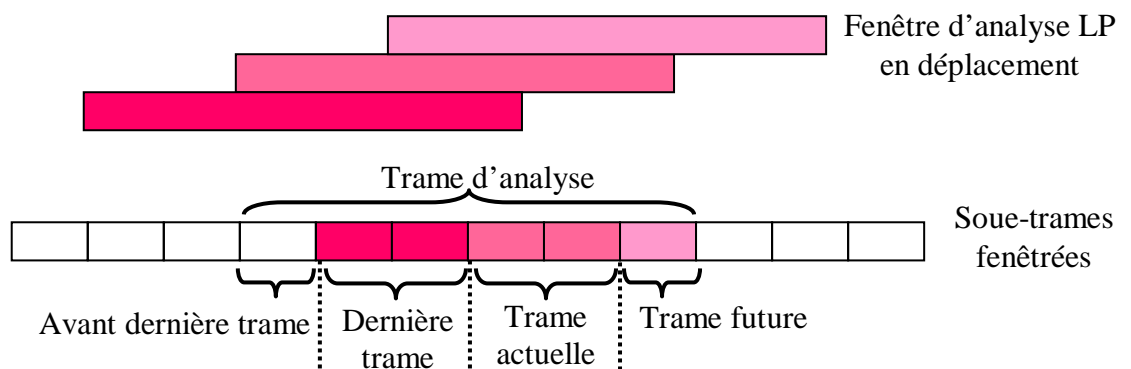 Fenêtre d'analyse LP
en déplacement
Trame d'analyse
Soue-trames
fenêtrées
Avant dernière trame
Dernière
trame
Trame
actuelle
Trame future